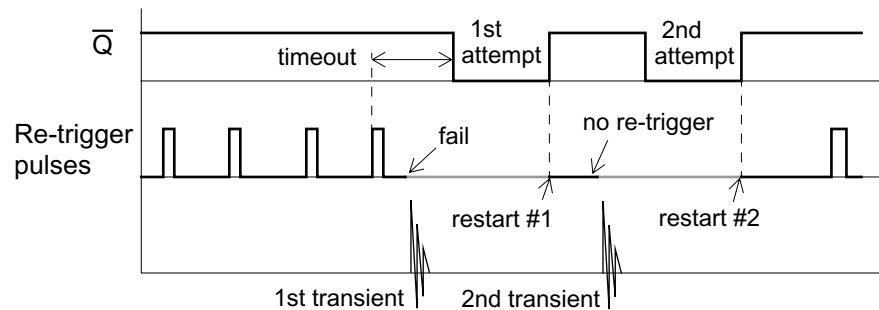 Q
1st
attempt
2nd
attempt
timeout
Re-trigger
pulses
fail
no re-trigger
restart #1
restart #2
1st transient
2nd transient